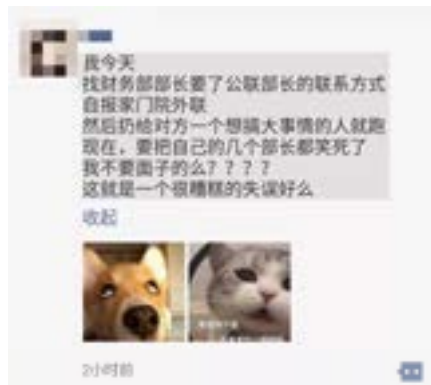 我今天
找财务部部长要了公联部长的联系方式
自报家门院外联
然后扔给对方一个想搞大事情的人就跑
现在，要把自己的几个部长都笑死了
我不要面子的么？？？？
这就是一个很糟糕的失误好么
收起
2小时前